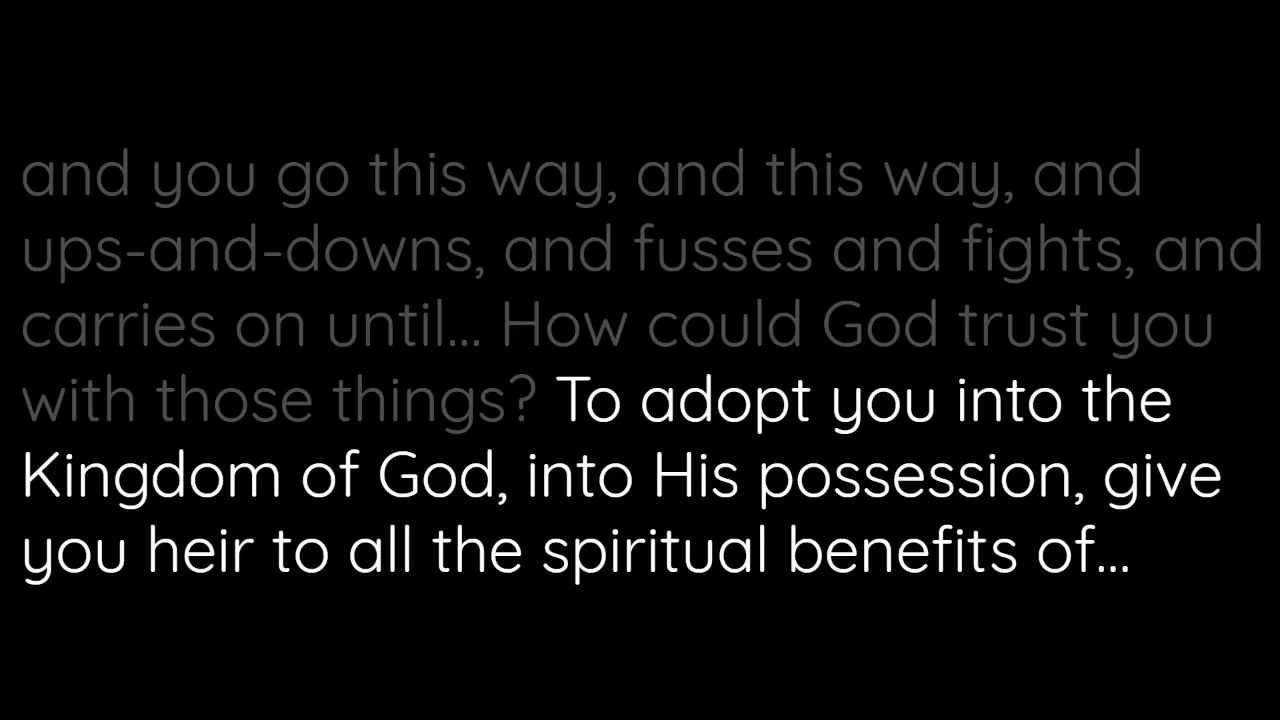 and you go this way, and this way, and
ups-and-downs, and fusses and fights, and
carries on until... How could God trust you
with those things? To adopt you into the
Kingdom of God, into His possession, give
you heir to all the spiritual benefits of...